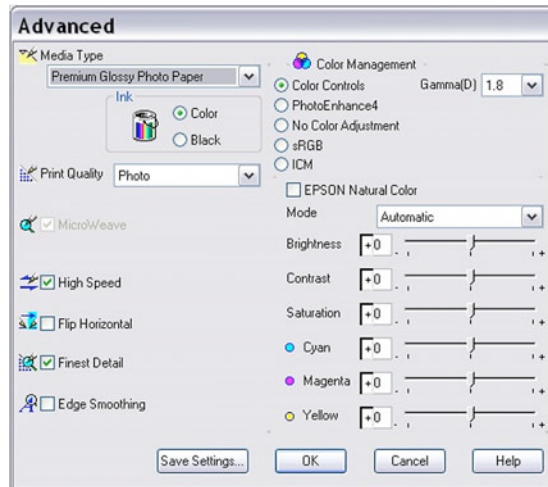 Advanced
Media Type
Premium Glossy Photo Paper
Ink
Color
Black
Print Quality Photo
MicroWeave
High Speed
Flip Horizontal
Finest Detail
Edge Smoothing
Color Management
Color Controls Gamma(D) 1.8
PhotoEnhance4
No Color Adjustment
sRGB
ICM
EPSON Natural Color
Mode Automatic
Brightness +0 - +
Contrast +0 - +
Saturation +0 - +
Cyan +0 - +
Magenta +0 - +
Yellow +0 - +
Save Settings... OK Cancel Help